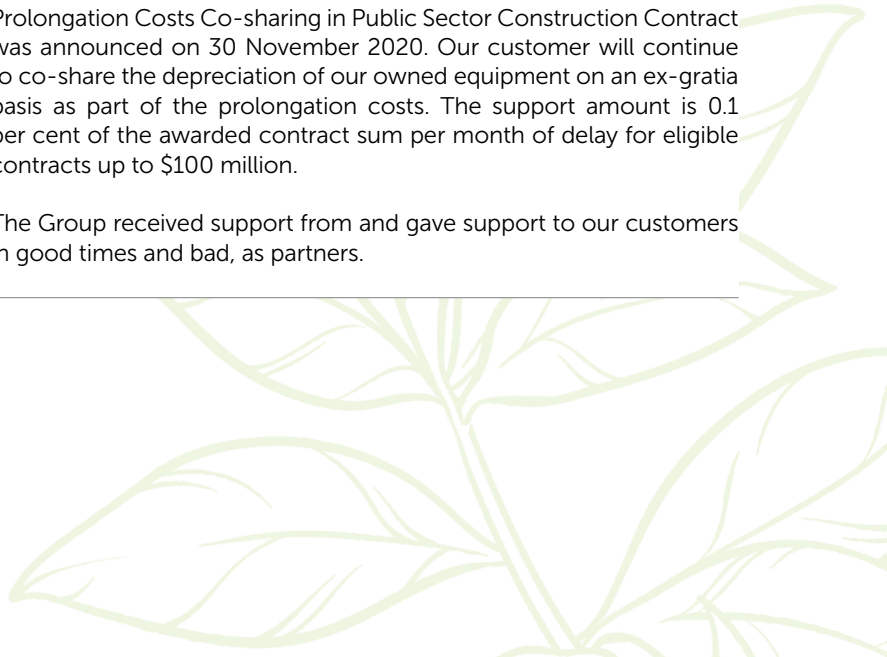 Prolongation Costs Co-sharing in Public Sector Construction Contract
was announced on 30 November 2020. Our customer will continue
to co-share the depreciation of our owned equipment on an ex-gratia
basis as part of the prolongation costs. The support amount is 0.1
per cent of the awarded contract sum per month of delay for eligible
contracts up to $100 million.
The Group received support from and gave support to our customers
in good times and bad, as partners.